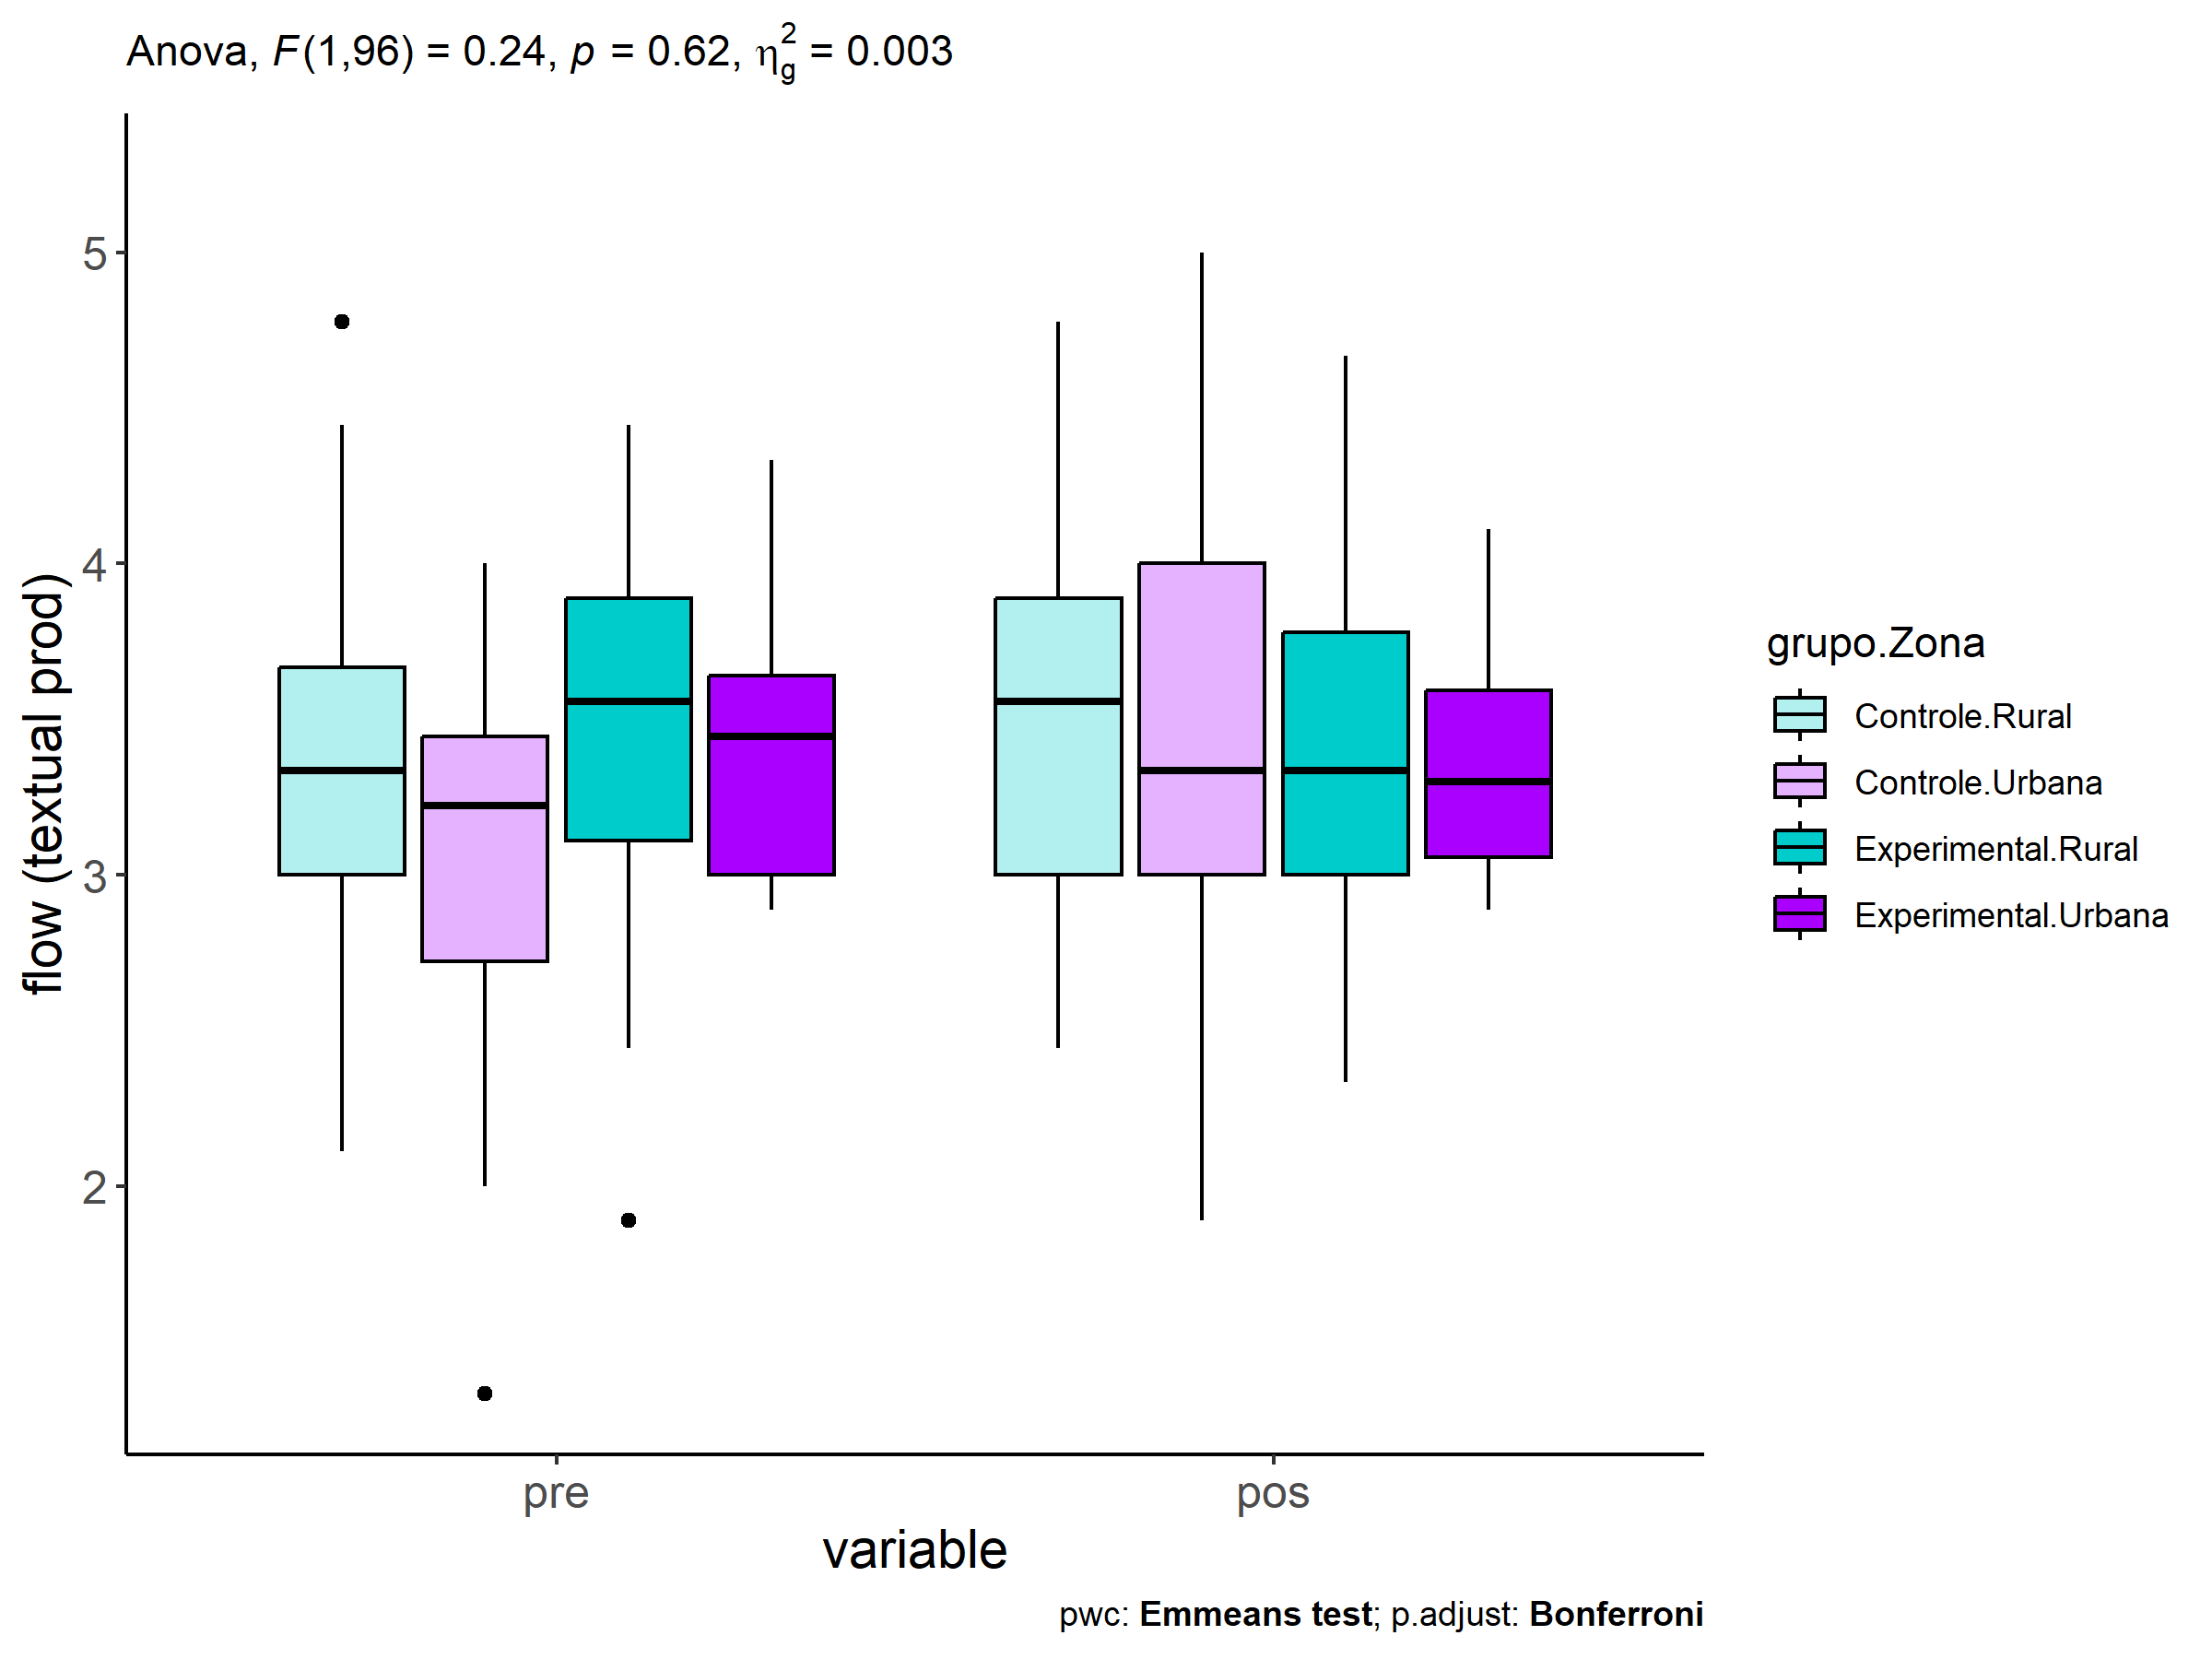 Anova, F(1,96) = 0.24, p = 0.62, η²g = 0.003
5
4
3
2
flow (textual prod)
pre
pos
variable
grupo.Zona
Controle.Rural
Controle.Urbana
Experimental.Rural
Experimental.Urbana
pwc: Emmeans test; p.adjust: Bonferroni